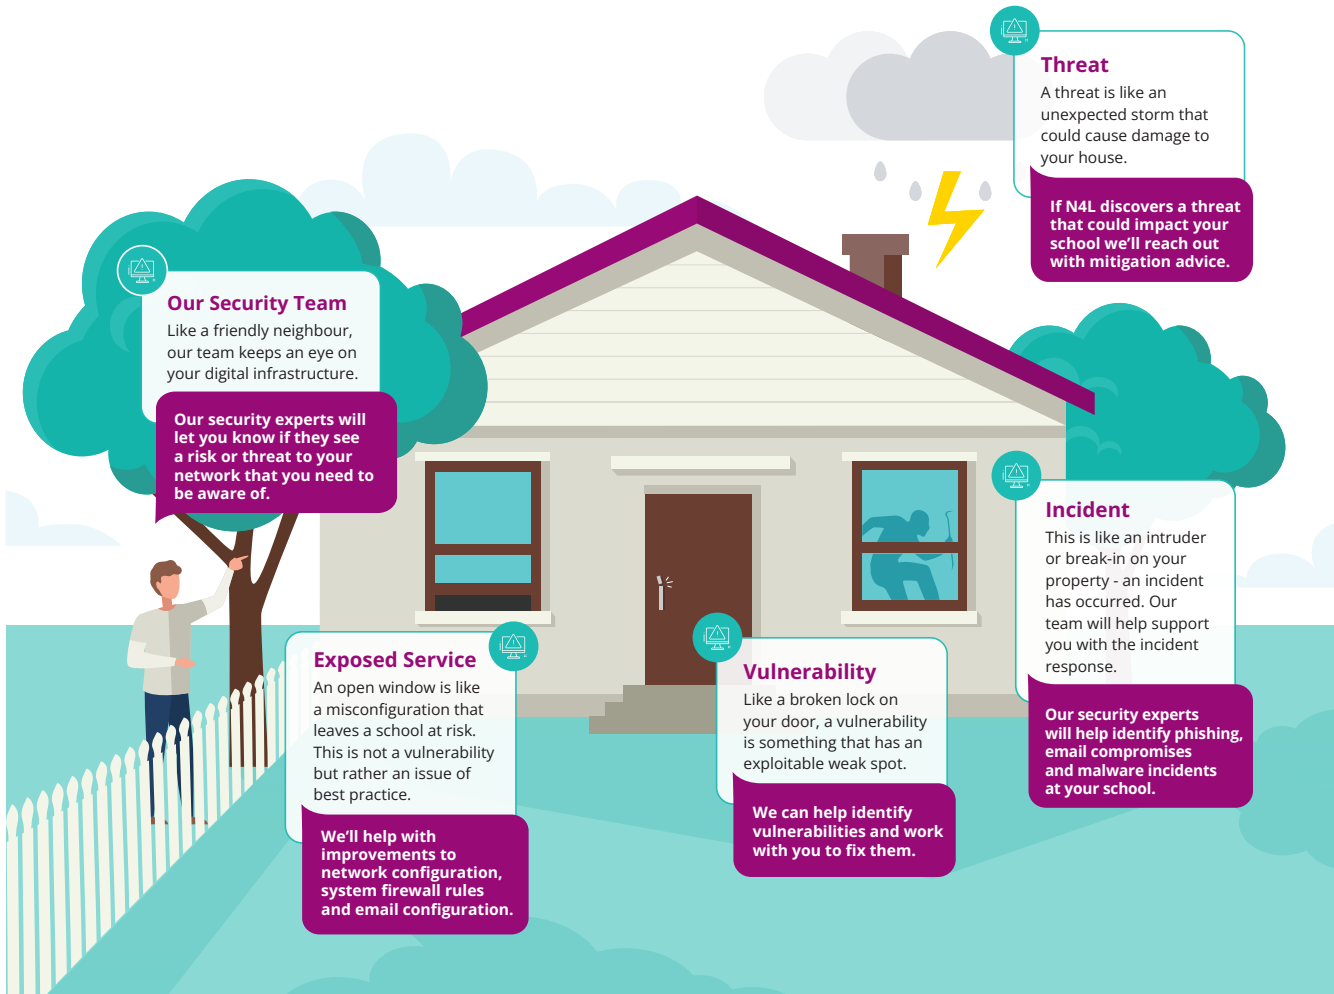 Threat
A threat is like an
unexpected storm that
could cause damage to
your house.
If N4L discovers a threat
that could impact your
school we'll reach out
with mitigation advice.
Our Security Team
Like a friendly neighbour,
our team keeps an eye on
your digital infrastructure.
Our security experts will
let you know if they see
a risk or threat to your
network that you need to
be aware of.
Incident
This is like an intruder
or break-in on your
property - an incident
has occurred. Our
team will help support
you with the incident
response.
Our security experts
will help identify phishing,
email compromises
and malware incidents
at your school.
Exposed Service
An open window is like
a misconfiguration that
leaves a school at risk.
This is not a vulnerability
but rather an issue of
best practice.
We'll help with
improvements to
network configuration,
system firewall rules
and email configuration.
Vulnerability
Like a broken lock on
your door, a vulnerability
is something that has an
exploitable weak spot.
We can help identify
vulnerabilities and work
with you to fix them.